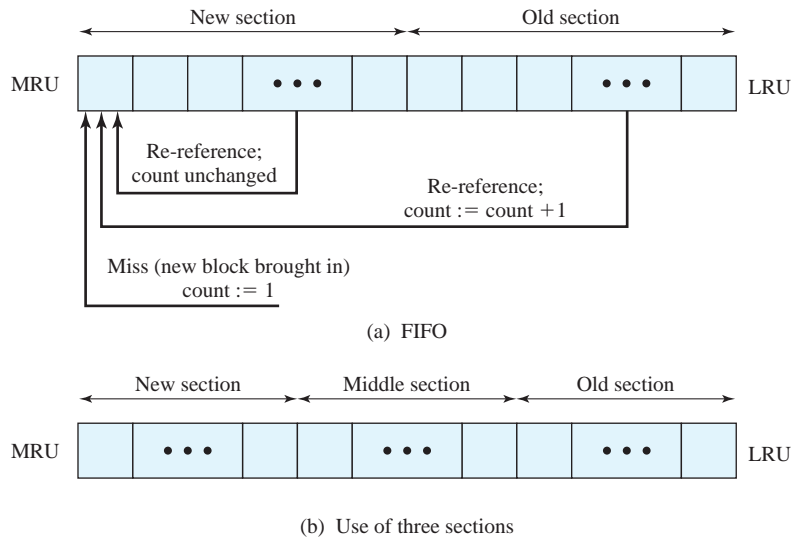 New section Old section
MRU LRU
Re-reference;
count unchanged
Re-reference;
count := count +1
Miss (new block brought in)
count := 1
(a) FIFO
New section Middle section Old section
MRU LRU
(b) Use of three sections